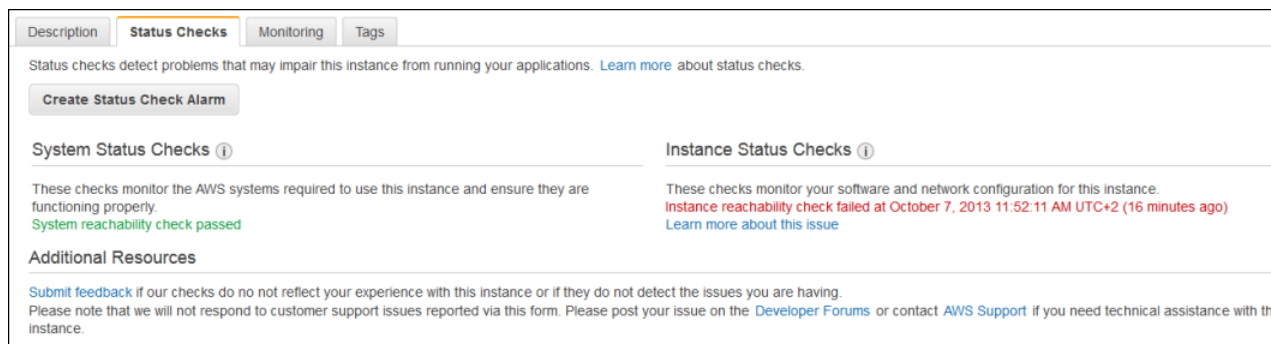 Description Status Checks Monitoring Tags
Status checks detect problems that may impair this instance from running your applications. Learn more about status checks.
Create Status Check Alarm
System Status Checks
These checks monitor the AWS systems required to use this instance and ensure they are
functioning properly.
System reachability check passed
Instance Status Checks
These checks monitor your software and network configuration for this instance.
Instance reachability check failed at October 7, 2013 11:52:11 AM UTC+2 (16 minutes ago)
Learn more about this issue
Additional Resources
Submit feedback if our checks do no not reflect your experience with this instance or if they do not detect the issues you are having.
Please note that we will not respond to customer support issues reported via this form. Please post your issue on the Developer Forums or contact AWS Support if you need technical assistance with
instance.